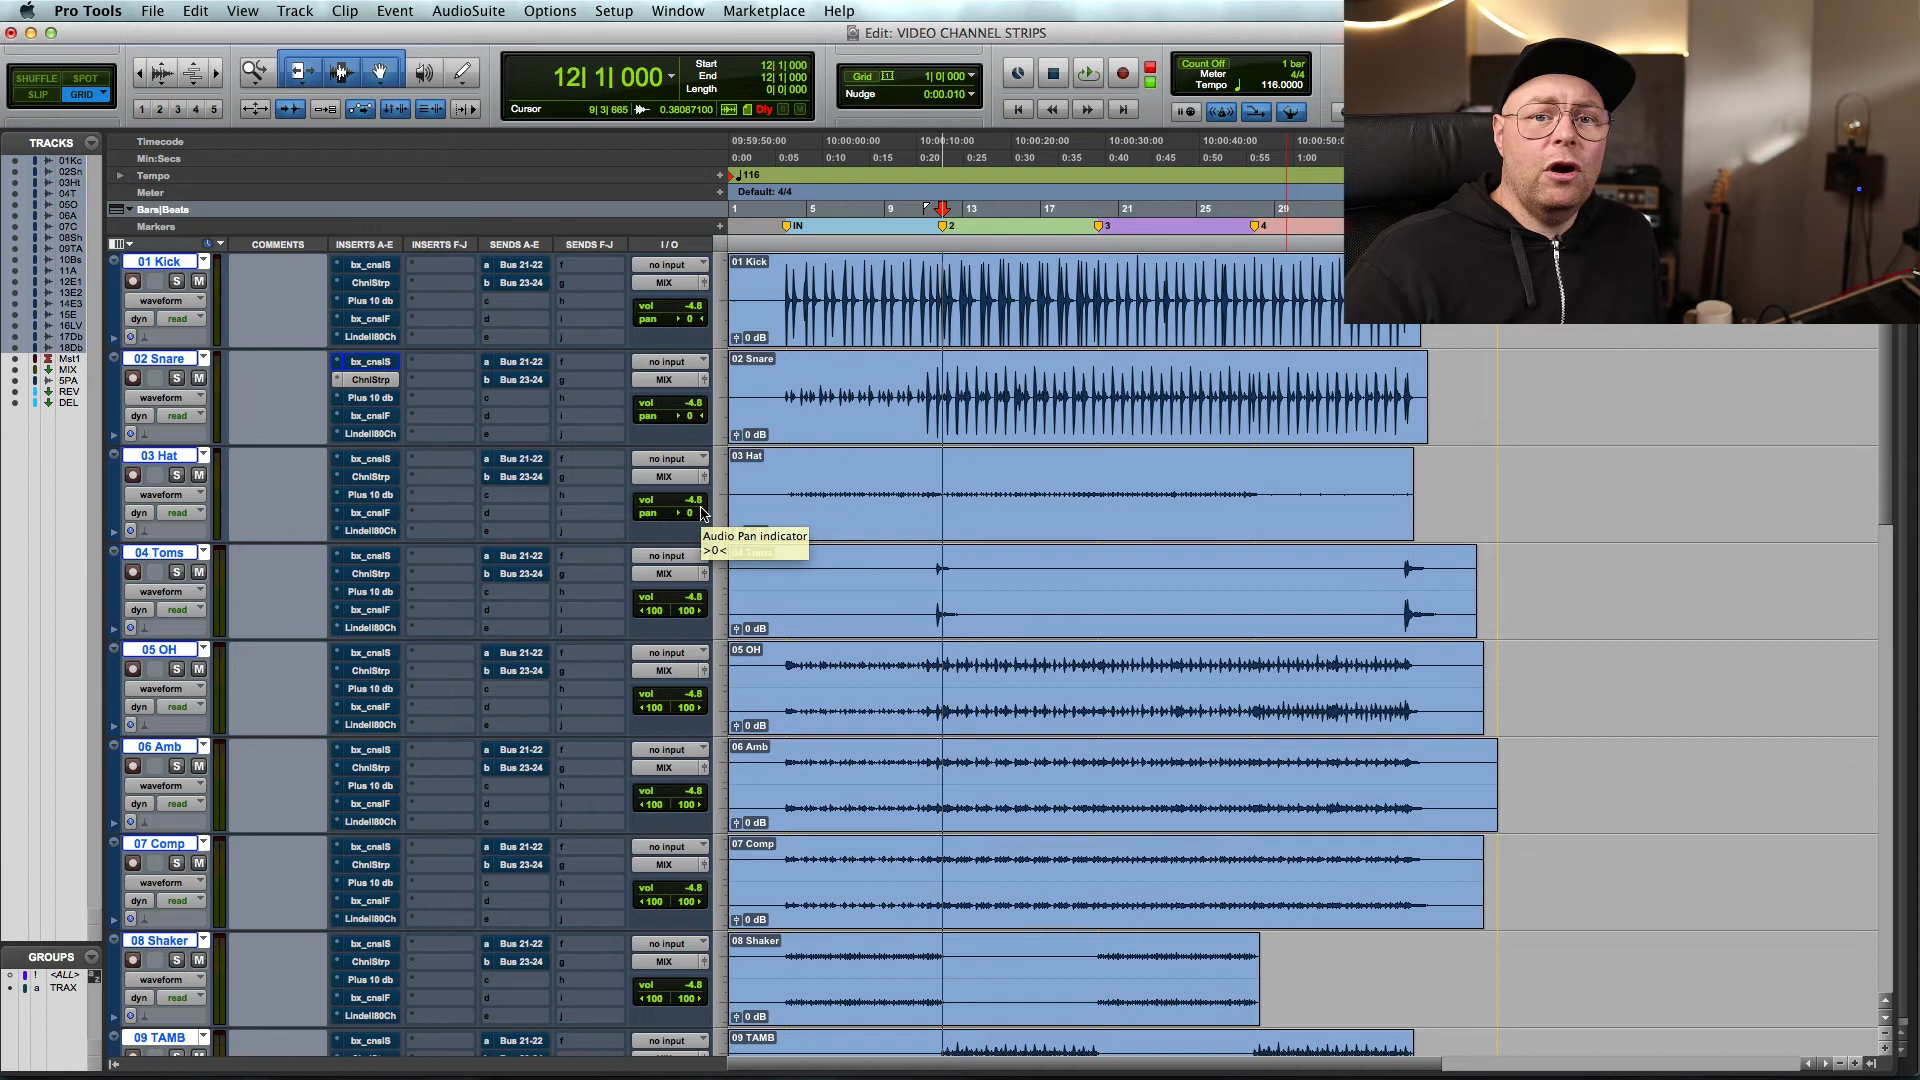 Pro Tools File Edit View Track Clip Event AudioSuite Options Setup Window Marketplace Help
Edit: VIDEO CHANNEL STRIPS
SHUFFLE SPOT
SLIP GRID
1 2 3 4 5
12| 1| 000
Start 12| 1| 000
End 12| 1| 000
Length 0| 0| 000
Cursor 9| 3| 665 0.38087100 Dly S M
Grid 1| 0| 000
Nudge 0:00.010
Count Off 1 bar
Meter 4/4
Tempo 116.0000
TRACKS
01Kc
02Sn
03Ht
04T
05O
06A
07C
08Sh
09TA
10Bs
11A
12E1
13E2
14E3
15E
16LV
17Db
18Db
Mst1
MIX
5PA
REV
DEL
GROUPS
! <ALL>
a TRAX
Timecode 09:59:50:00 10:00:00:00 10:00:10:00 10:00:20:00 10:00:30:00 10:00:40:00 10:00:50:0
Min:Secs 0:00 0:05 0:10 0:15 0:20 0:25 0:30 0:35 0:40 0:45 0:50 0:55 1:00
Tempo 116
Meter Default: 4/4
Bars|Beats 1 5 9 13 17 21 25 29
Markers IN 2 3 4
COMMENTS INSERTS A-E INSERTS F-J SENDS A-E SENDS F-J I / O
01 Kick bx_cnslS a Bus 21-22 f no input 01 Kick
S M ChnlStrp b Bus 23-24 g MIX
waveform Plus 10 db c h vol -4.8
dyn read bx_cnslF d i pan 0
Lindell80Ch e j 0 dB
02 Snare bx_cnslS a Bus 21-22 f no input 02 Snare
S M ChnlStrp b Bus 23-24 g MIX
waveform Plus 10 db c h vol -4.8
dyn read bx_cnslF d i pan 0
Lindell80Ch e j 0 dB
03 Hat bx_cnslS a Bus 21-22 f no input 03 Hat
S M ChnlStrp b Bus 23-24 g MIX
waveform Plus 10 db c h vol -4.8
dyn read bx_cnslF d i pan 0
Lindell80Ch e j
Audio Pan indicator
>0<
04 Toms bx_cnslS a Bus 21-22 f no input 04 Toms
S M ChnlStrp b Bus 23-24 g MIX
waveform Plus 10 db c h vol -4.8
dyn read bx_cnslF d i 100 100
Lindell80Ch e j 0 dB
05 OH bx_cnslS a Bus 21-22 f no input 05 OH
S M ChnlStrp b Bus 23-24 g MIX
waveform Plus 10 db c h vol -4.8
dyn read bx_cnslF d i 100 100
Lindell80Ch e j 0 dB
06 Amb bx_cnslS a Bus 21-22 f no input 06 Amb
S M ChnlStrp b Bus 23-24 g MIX
waveform Plus 10 db c h vol -4.8
dyn read bx_cnslF d i 100 100
Lindell80Ch e j 0 dB
07 Comp bx_cnslS a Bus 21-22 f no input 07 Comp
S M ChnlStrp b Bus 23-24 g MIX
waveform Plus 10 db c h vol -4.8
dyn read bx_cnslF d i 100 100
Lindell80Ch e j 0 dB
08 Shaker bx_cnslS a Bus 21-22 f no input 08 Shaker
S M ChnlStrp b Bus 23-24 g MIX
waveform Plus 10 db c h vol -4.8
dyn read bx_cnslF d i 100 100
Lindell80Ch e j 0 dB
09 TAMB bx_cnslS a Bus 21-22 f no input 09 TAMB